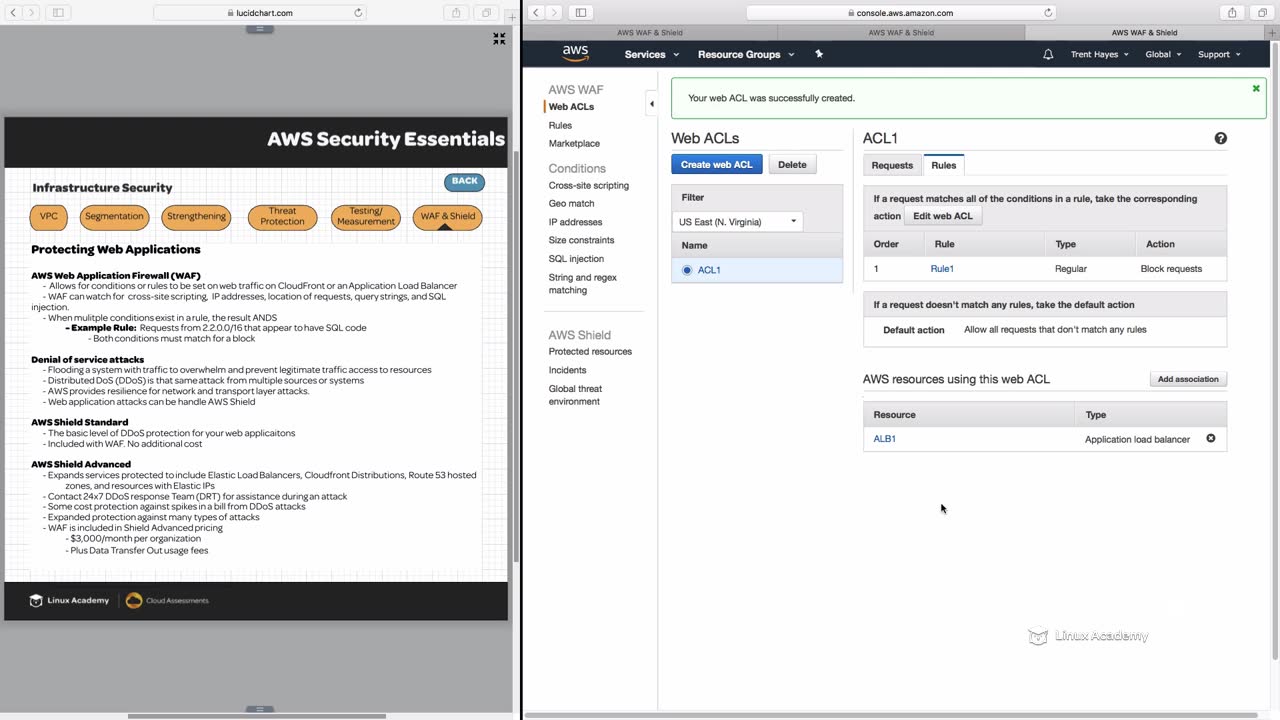 lucidchart.com
AWS Security Essentials
Infrastructure Security
BACK
VPC
Segmentation
Strengthening
Threat
Protection
Testing/
Measurement
WAF & Shield
Protecting Web Applications
AWS Web Application Firewall (WAF)
- Allows for conditions or rules to be set on web traffic on CloudFront or an Application Load Balancer
- WAF can watch for cross-site scripting, IP addresses, location of requests, query strings, and SQL
injection.
- When mulitple conditions exist in a rule, the result ANDS
- Example Rule: Requests from 2.2.0.0/16 that appear to have SQL code
- Both conditions must match for a block
Denial of service attacks
- Flooding a system with traffic to overwhelm and prevent legitimate traffic access to resources
- Distributed DoS (DDoS) is that same attack from multiple sources or systems
- AWS provides resilience for network and transport layer attacks.
- Web application attacks can be handle AWS Shield
AWS Shield Standard
- The basic level of DDoS protection for your web applicaitons
- Included with WAF. No additional cost
AWS Shield Advanced
- Expands services protected to include Elastic Load Balancers, Cloudfront Distributions, Route 53 hosted
zones, and resources with Elastic IPs
- Contact 24x7 DDoS response Team (DRT) for assistance during an attack
- Some cost protection against spikes in a bill from DDoS attacks
- Expanded protection against many types of attacks
- WAF is included in Shield Advanced pricing
- $3,000/month per organization
- Plus Data Transfer Out usage fees
Linux Academy
Cloud Assessments
console.aws.amazon.com
AWS WAF & Shield
AWS WAF & Shield
AWS WAF & Shield
aws
Services
Resource Groups
Trent Hayes
Global
Support
AWS WAF
Web ACLs
Rules
Marketplace
Conditions
Cross-site scripting
Geo match
IP addresses
Size constraints
SQL injection
String and regex
matching
AWS Shield
Protected resources
Incidents
Global threat
environment
Your web ACL was successfully created.
Web ACLs
Create web ACL
Delete
Filter
US East (N. Virginia)
Name
ACL1
ACL1
Requests
Rules
If a request matches all of the conditions in a rule, take the corresponding
action Edit web ACL
Order Rule Type Action
1 Rule1 Regular Block requests
If a request doesn't match any rules, take the default action
Default action Allow all requests that don't match any rules
AWS resources using this web ACL
Add association
Resource Type
ALB1 Application load balancer
Linux Academy